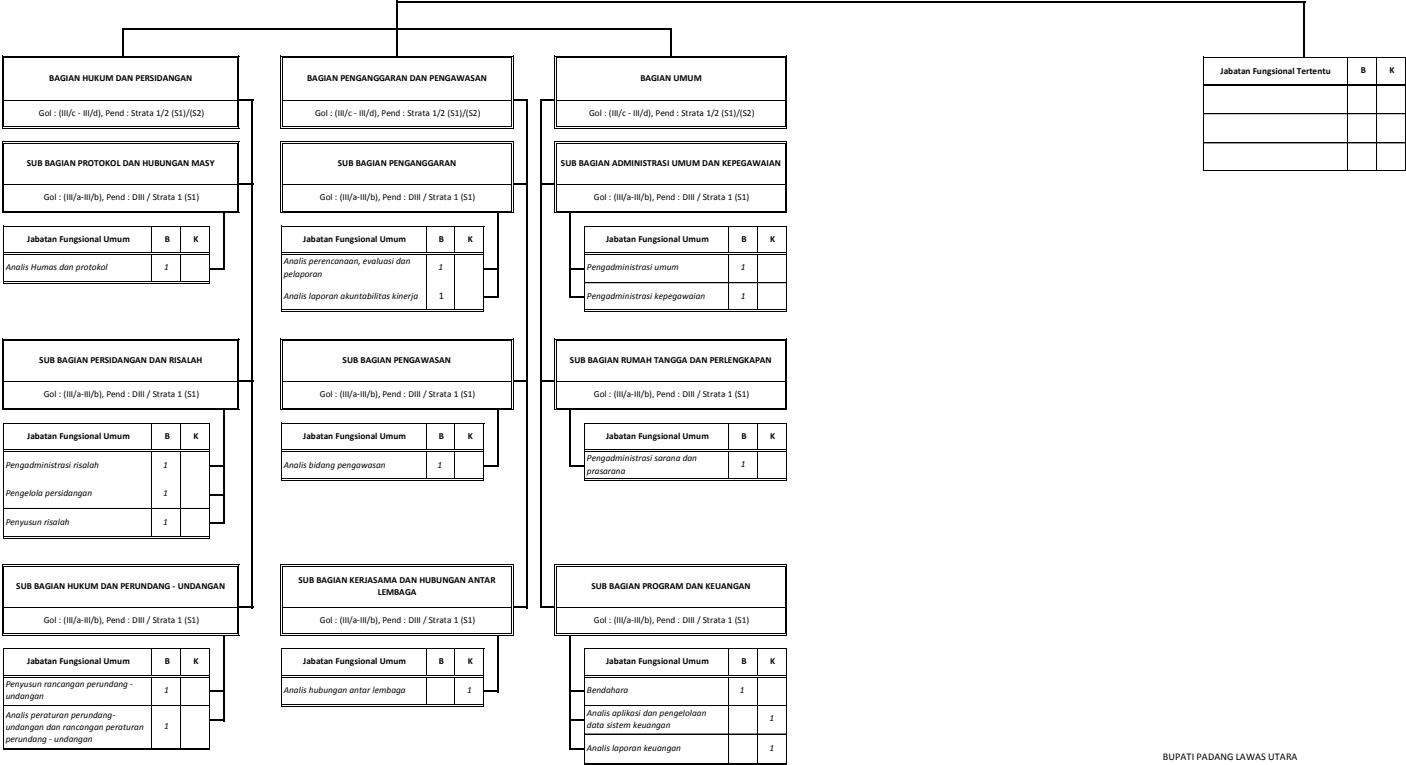 BAGIAN HUKUM DAN PERSIDANGAN
Gol : (III/c - III/d), Pend : Strata 1/2 (S1)/(S2)
SUB BAGIAN PROTOKOL DAN HUBUNGAN MASY
Gol : (III/a-III/b), Pend : DIII / Strata 1 (S1)
Jabatan Fungsional Umum B K
Analis Humas dan protokol 1
SUB BAGIAN PERSIDANGAN DAN RISALAH
Gol : (III/a-III/b), Pend : DIII / Strata 1 (S1)
Jabatan Fungsional Umum B K
Pengadministrasi risalah 1
Pengelola persidangan 1
Penyusun risalah 1
SUB BAGIAN HUKUM DAN PERUNDANG - UNDANGAN
Gol : (III/a-III/b), Pend : DIII / Strata 1 (S1)
Jabatan Fungsional Umum B K
Penyusun rancangan perundang -
undangan 1
Analis peraturan perundang-
undangan dan rancangan peraturan 1
perundang - undangan
BAGIAN PENGANGGARAN DAN PENGAWASAN
Gol : (III/c - III/d), Pend : Strata 1/2 (S1)/(S2)
SUB BAGIAN PENGANGGARAN
Gol : (III/a-III/b), Pend : DIII / Strata 1 (S1)
Jabatan Fungsional Umum B K
Analis perencanaan, evaluasi dan
pelaporan 1
Analis laporan akuntabilitas kinerja 1
SUB BAGIAN PENGAWASAN
Gol : (III/a-III/b), Pend : DIII / Strata 1 (S1)
Jabatan Fungsional Umum B K
Analis bidang pengawasan 1
SUB BAGIAN KERJASAMA DAN HUBUNGAN ANTAR
LEMBAGA
Gol : (III/a-III/b), Pend : DIII / Strata 1 (S1)
Jabatan Fungsional Umum B K
Analis hubungan antar lembaga 1
BAGIAN UMUM
Gol : (III/c - III/d), Pend : Strata 1/2 (S1)/(S2)
SUB BAGIAN ADMINISTRASI UMUM DAN KEPEGAWAIAN
Gol : (III/a-III/b), Pend : DIII / Strata 1 (S1)
Jabatan Fungsional Umum B K
Pengadministrasi umum 1
Pengadministrasi kepegawaian 1
SUB BAGIAN RUMAH TANGGA DAN PERLENGKAPAN
Gol : (III/a-III/b), Pend : DIII / Strata 1 (S1)
Jabatan Fungsional Umum B K
Pengadministrasi sarana dan
prasarana 1
SUB BAGIAN PROGRAM DAN KEUANGAN
Gol : (III/a-III/b), Pend : DIII / Strata 1 (S1)
Jabatan Fungsional Umum B K
Bendahara 1
Analis aplikasi dan pengelolaan
data sistem keuangan 1
Analis laporan keuangan 1
Jabatan Fungsional Tertentu B K
BUPATI PADANG LAWAS UTARA